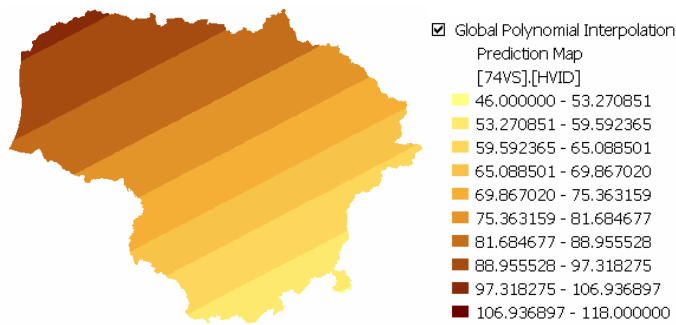 Global Polynomial Interpolation
Prediction Map
[74VS].[HVID]
46.000000 - 53.270851
53.270851 - 59.592365
59.592365 - 65.088501
65.088501 - 69.867020
69.867020 - 75.363159
75.363159 - 81.684677
81.684677 - 88.955528
88.955528 - 97.318275
97.318275 - 106.936897
106.936897 - 118.000000